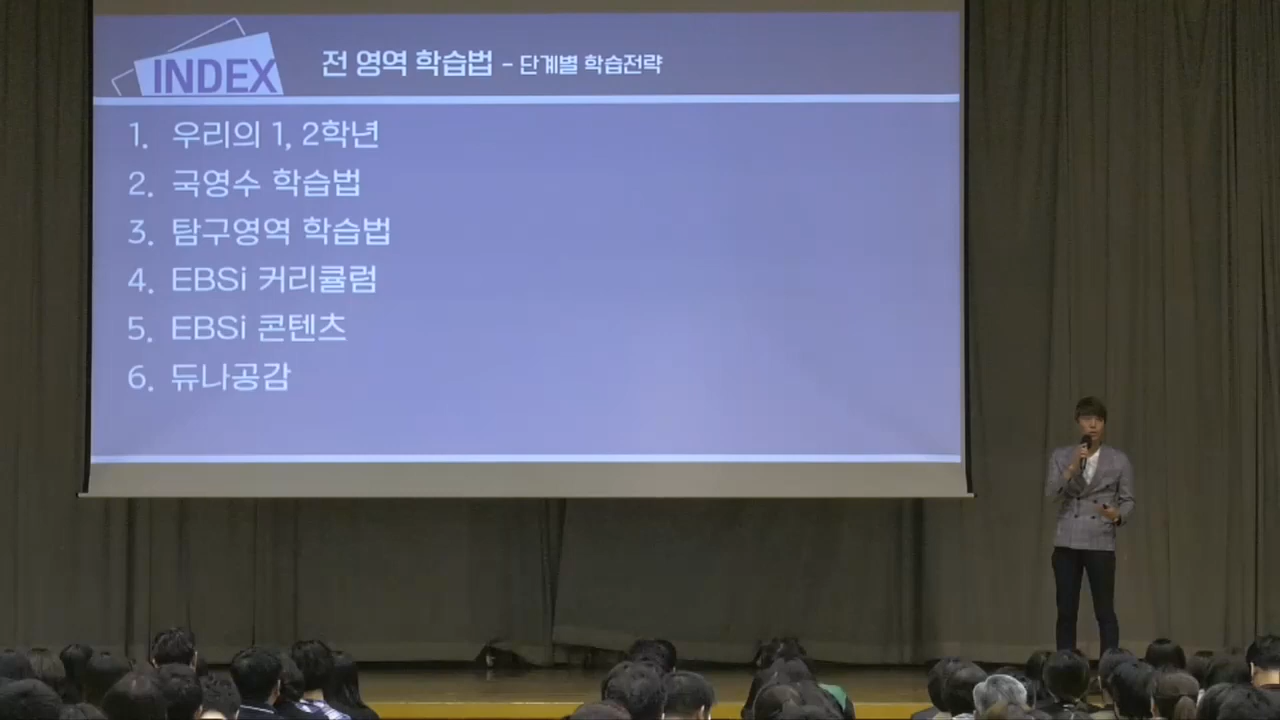 INDEX
전 영역 학습법 - 단계별 학습전략
1. 우리의 1, 2학년
2. 국영수 학습법
3. 탐구영역 학습법
4. EBSi 커리큘럼
5. EBSi 콘텐츠
6. 듀나공감